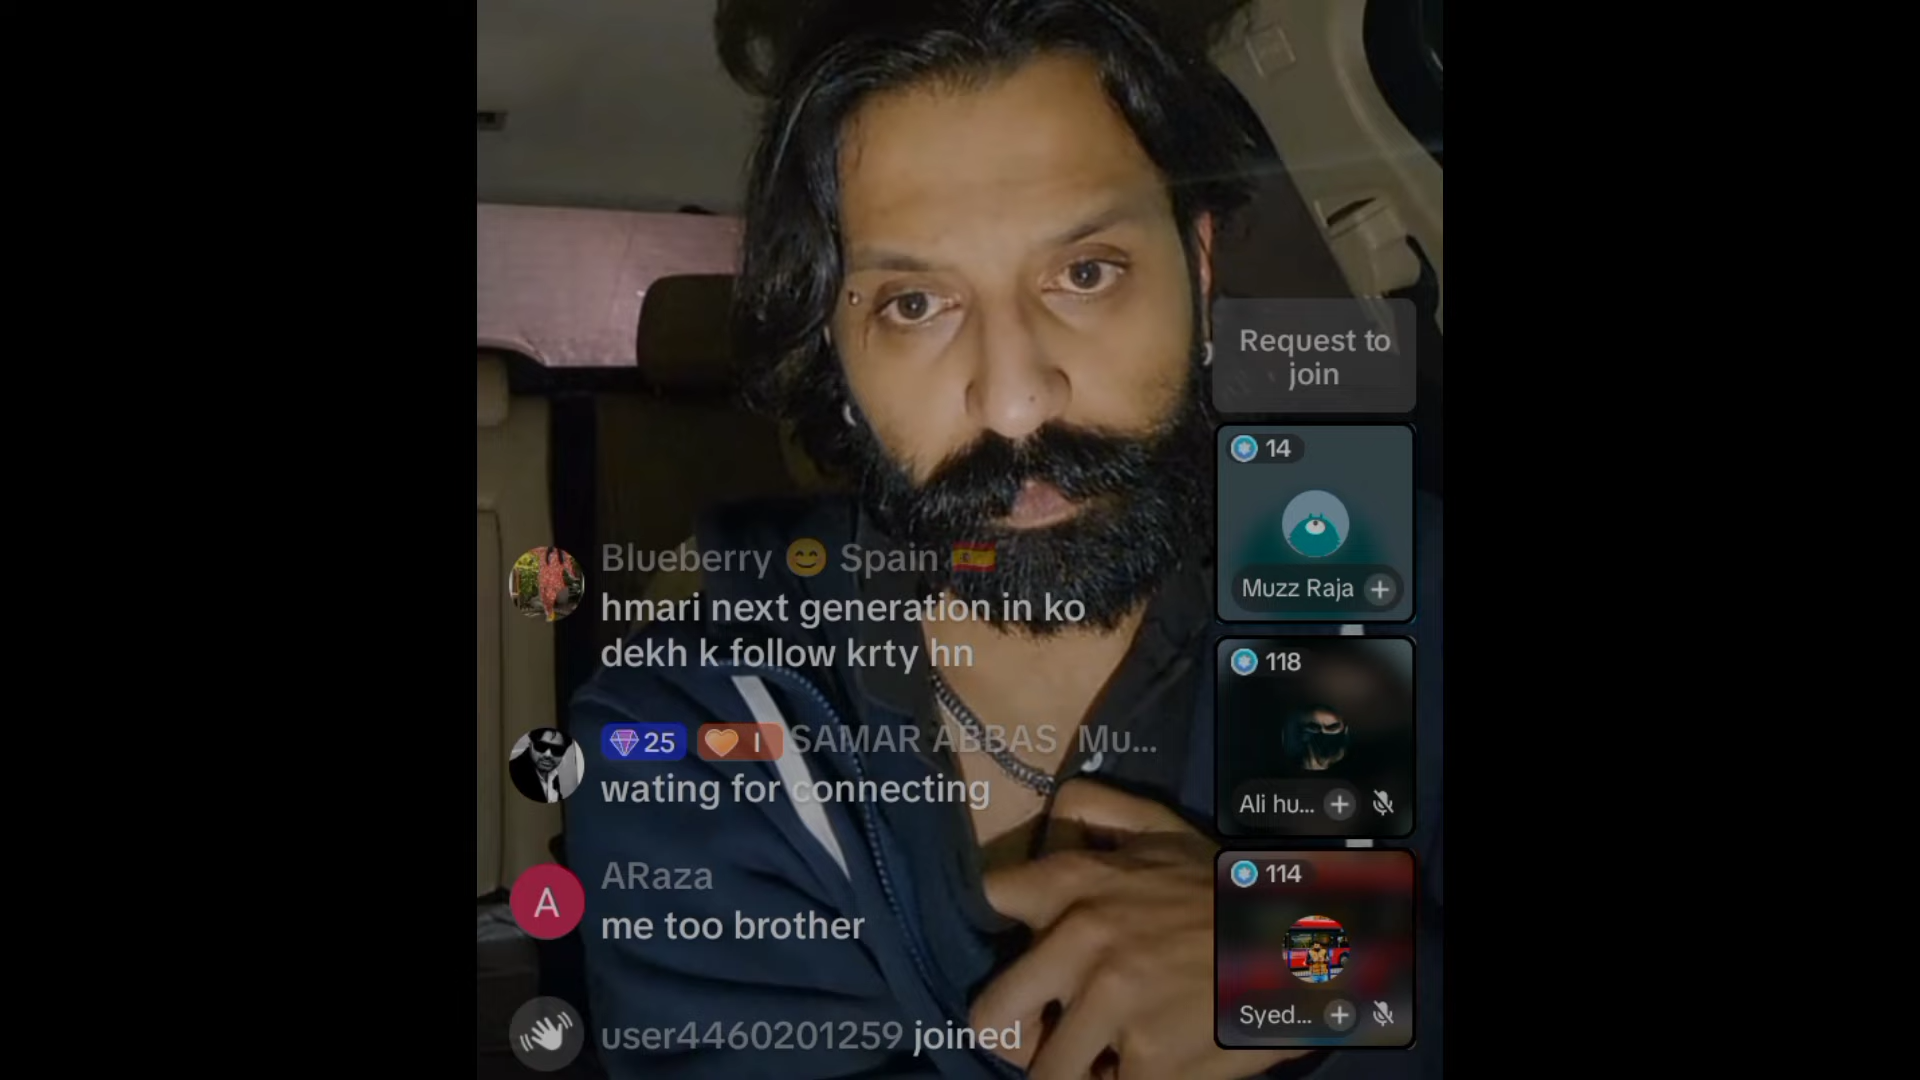 Request to
join
14
Muzz Raja
Blueberry 😊 Spain 🇪🇸
hmari next generation in ko
dekh k follow krty hn
118
25 I SAMAR ABBAS Mu...
wating for connecting
Ali hu...
ARaza
me too brother
114
Syed...
user4460201259 joined
A